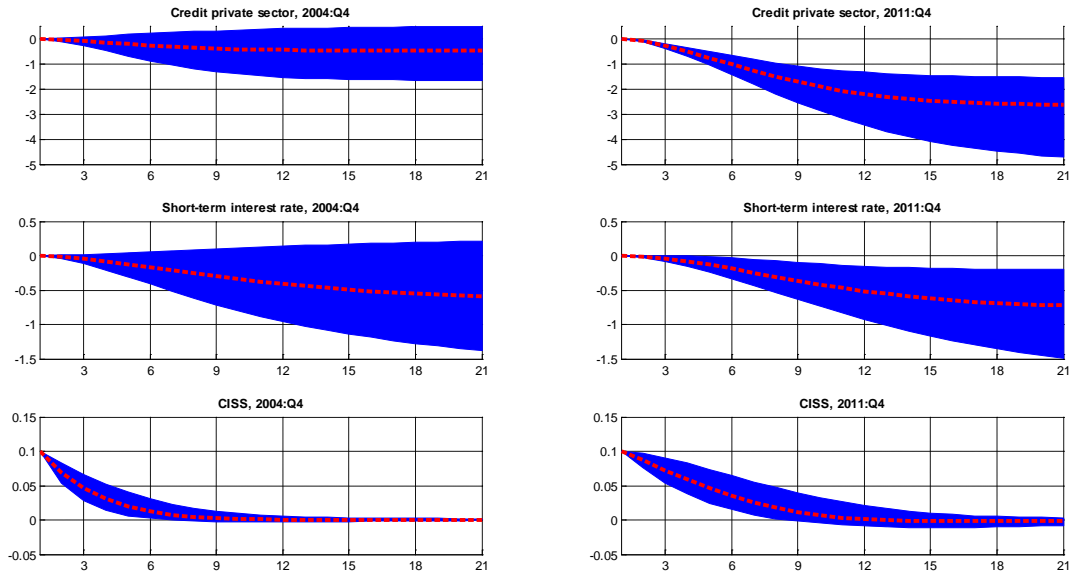 Credit private sector, 2004:Q4
0
-1
-2
-3
-4
-5
3 6 9 12 15 18 21
Credit private sector, 2011:Q4
0
-1
-2
-3
-4
-5
3 6 9 12 15 18 21
Short-term interest rate, 2004:Q4
0.5
0
-0.5
-1
-1.5
3 6 9 12 15 18 21
Short-term interest rate, 2011:Q4
0.5
0
-0.5
-1
-1.5
3 6 9 12 15 18 21
CISS, 2004:Q4
0.15
0.1
0.05
0
-0.05
3 6 9 12 15 18 21
CISS, 2011:Q4
0.15
0.1
0.05
0
-0.05
3 6 9 12 15 18 21